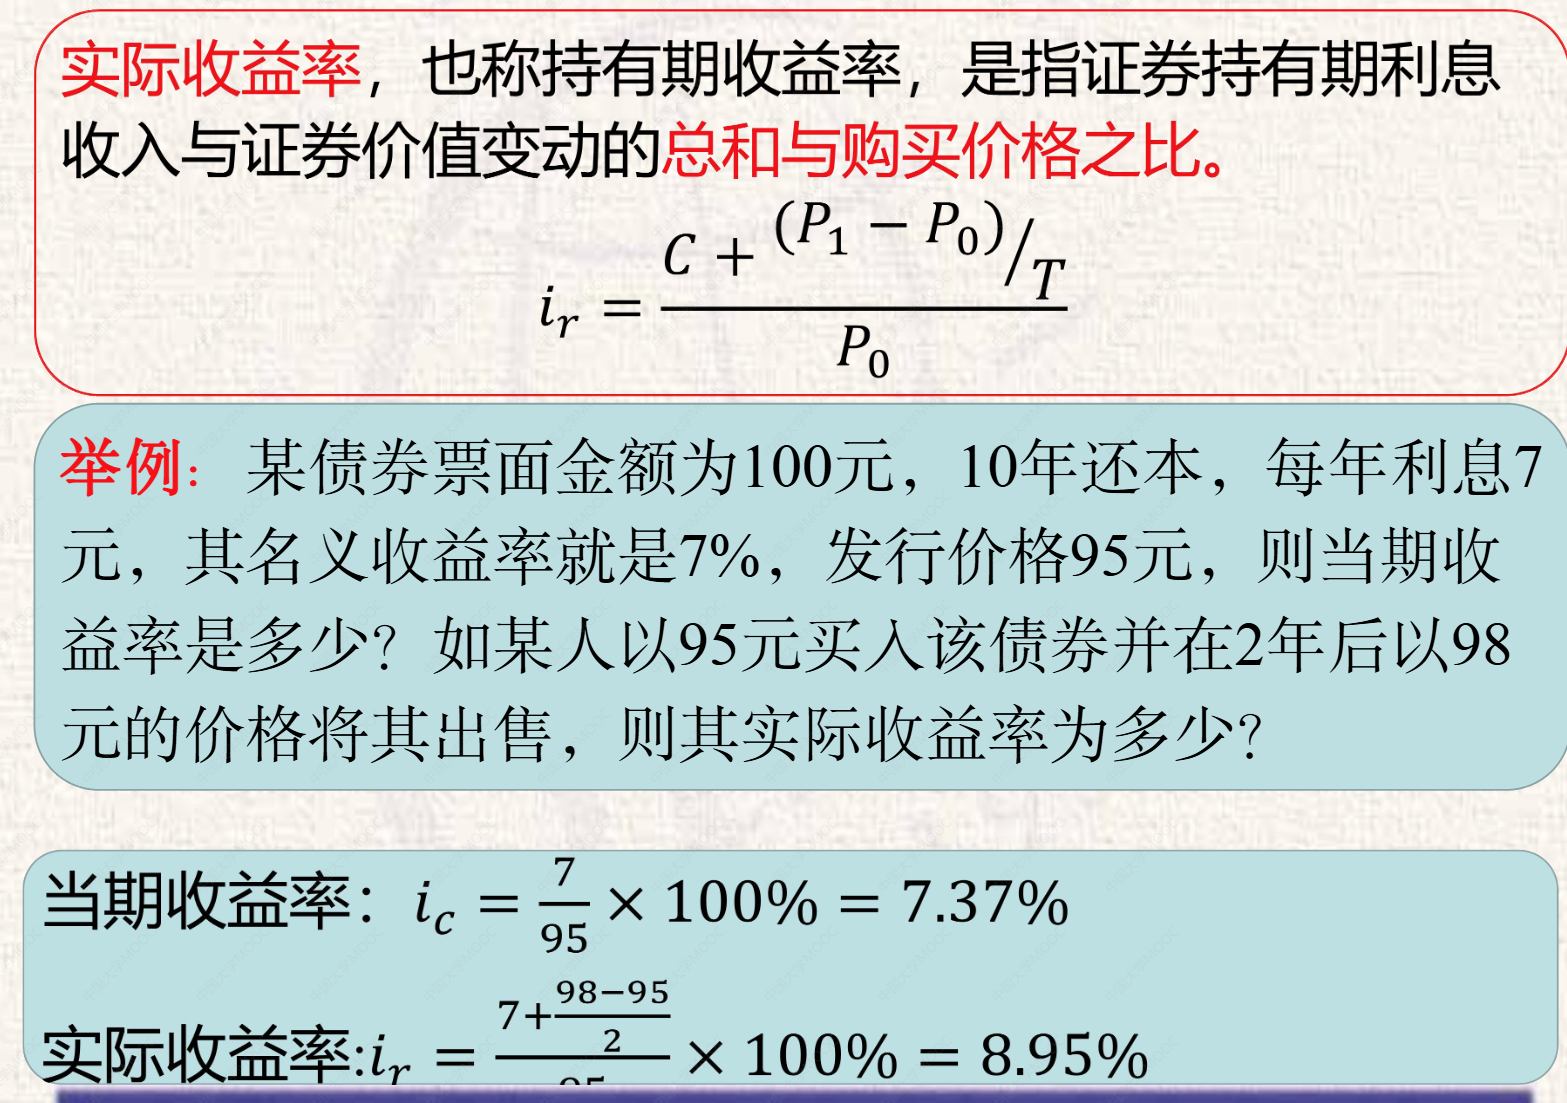 实际收益率，也称持有期收益率，是指证券持有期利息
收入与证券价值变动的总和与购买价格之比。
i_r = (C + (P_1 − P_0)/T) / P_0
举例：某债券票面金额为100元，10年还本，每年利息7
元，其名义收益率就是7%，发行价格95元，则当期收
益率是多少？如某人以95元买入该债券并在2年后以98
元的价格将其出售，则其实际收益率为多少？
当期收益率：i_c = 7/95 × 100% = 7.37%
实际收益率:i_r = (7+(98−95)/2)/95 × 100% = 8.95%